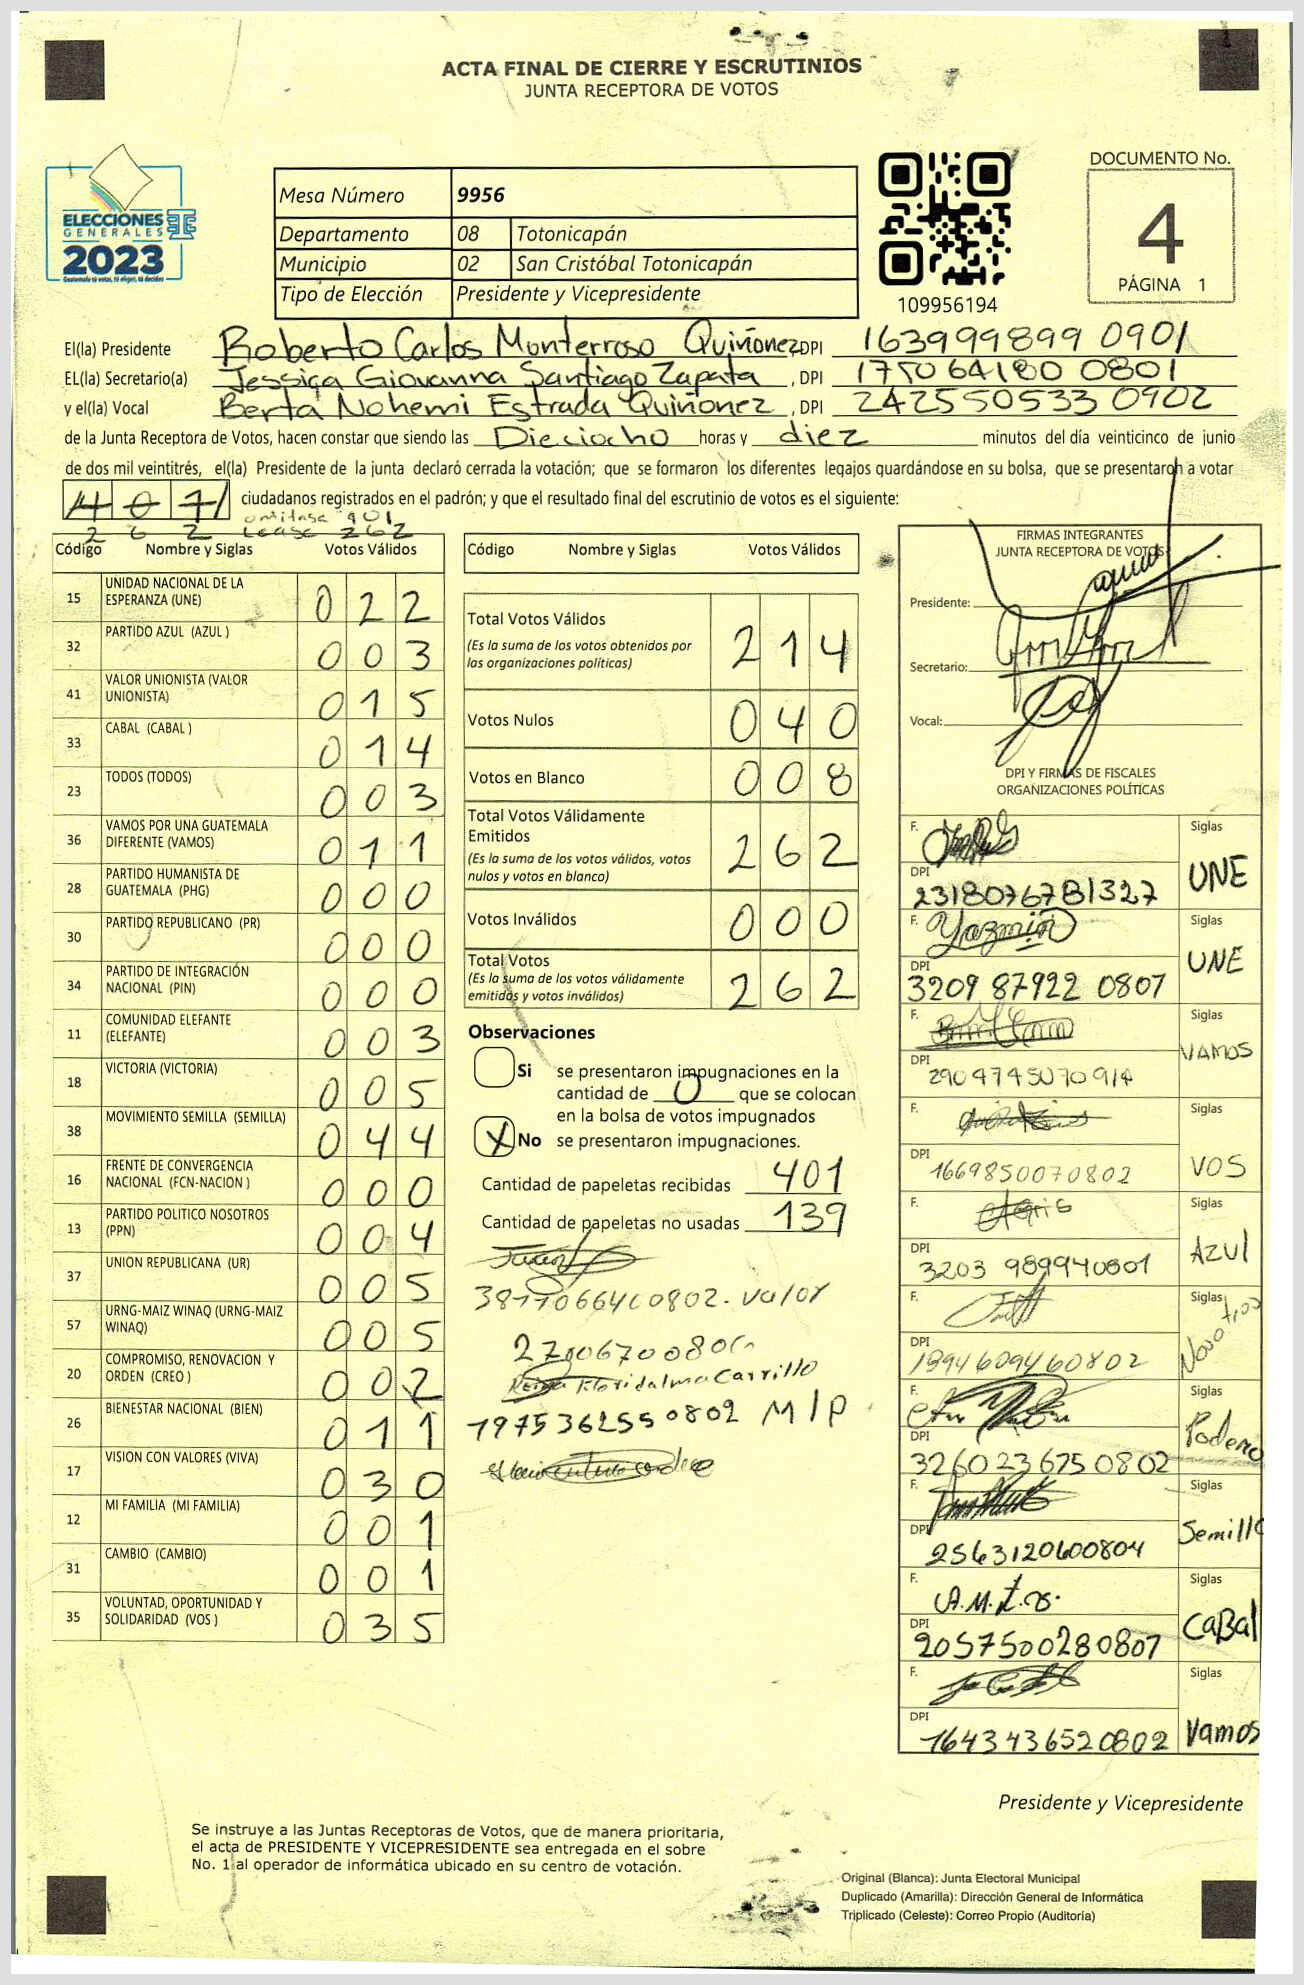 ACTA FINAL DE CIERRE Y ESCRUTINIOS
JUNTA RECEPTORA DE VOTOS
ELECCIONES
GENERALES
2023
Guatemala tú votas, tú eliges, tú decides
Mesa Número 9956
Departamento 08 Totonicapán
Municipio 02 San Cristóbal Totonicapán
Tipo de Elección Presidente y Vicepresidente
109956194
DOCUMENTO No.
4
PÁGINA 1
El(la) Presidente Roberto Carlos Monterroso Quiñonez DPI 163999899 0901
EL(la) Secretario(a) Jessica Giovanna Santiago Zapata , DPI 175064180 0801
y el(la) Vocal Berta Nohemi Estrada Quiñonez , DPI 242550533 0902
de la Junta Receptora de Votos, hacen constar que siendo las Dieciocho horas y diez minutos del día veinticinco de junio
de dos mil veintitrés, el(la) Presidente de la junta declaró cerrada la votación; que se formaron los diferentes legajos guardándose en su bolsa, que se presentaron a votar
401 ciudadanos registrados en el padrón; y que el resultado final del escrutinio de votos es el siguiente:
omitase 401
2 6 2 Lease 262
Código Nombre y Siglas Votos Válidos
15 UNIDAD NACIONAL DE LA ESPERANZA (UNE) 0 2 2
32 PARTIDO AZUL (AZUL ) 0 0 3
41 VALOR UNIONISTA (VALOR UNIONISTA) 0 1 5
33 CABAL (CABAL ) 0 1 4
23 TODOS (TODOS) 0 0 3
36 VAMOS POR UNA GUATEMALA DIFERENTE (VAMOS) 0 1 1
28 PARTIDO HUMANISTA DE GUATEMALA (PHG) 0 0 0
30 PARTIDO REPUBLICANO (PR) 0 0 0
34 PARTIDO DE INTEGRACIÓN NACIONAL (PIN) 0 0 0
11 COMUNIDAD ELEFANTE (ELEFANTE) 0 0 3
18 VICTORIA (VICTORIA) 0 0 5
38 MOVIMIENTO SEMILLA (SEMILLA) 0 4 4
16 FRENTE DE CONVERGENCIA NACIONAL (FCN-NACION ) 0 0 0
13 PARTIDO POLITICO NOSOTROS (PPN) 0 0 4
37 UNION REPUBLICANA (UR) 0 0 5
57 URNG-MAIZ WINAQ (URNG-MAIZ WINAQ) 0 0 5
20 COMPROMISO, RENOVACION Y ORDEN (CREO ) 0 0 2
26 BIENESTAR NACIONAL (BIEN) 0 1 1
17 VISION CON VALORES (VIVA) 0 3 0
12 MI FAMILIA (MI FAMILIA) 0 0 1
31 CAMBIO (CAMBIO) 0 0 1
35 VOLUNTAD, OPORTUNIDAD Y SOLIDARIDAD (VOS ) 0 3 5
Código Nombre y Siglas Votos Válidos
Total Votos Válidos 2 1 4
(Es la suma de los votos obtenidos por
las organizaciones políticas)
Votos Nulos 0 4 0
Votos en Blanco 0 0 8
Total Votos Válidamente
Emitidos 2 6 2
(Es la suma de los votos válidos, votos
nulos y votos en blanco)
Votos Inválidos 0 0 0
Total Votos 2 6 2
(Es la suma de los votos válidamente
emitidos y votos inválidos)
Observaciones
Si se presentaron impugnaciones en la
cantidad de 0 que se colocan
en la bolsa de votos impugnados
X No se presentaron impugnaciones.
Cantidad de papeletas recibidas 401
Cantidad de papeletas no usadas 139
valor
Reina Floridalma Carrillo
1975362550802 M/P
FIRMAS INTEGRANTES
JUNTA RECEPTORA DE VOTOS
Presidente:
Secretario:
Vocal:
DPI Y FIRMAS DE FISCALES
ORGANIZACIONES POLÍTICAS
F. Siglas
DPI 2318076781327 UNE
F. Yazmin Siglas
DPI 3209 87922 0807 UNE
F. Siglas
DPI 2904745070914 VAMOS
F. Siglas
DPI 1669850070802 VOS
F. Siglas
DPI 3203 989940801 Azul
F. Siglas
DPI 1994609460802 Nosotros
F.
DPI 3260236750802 Podemo
F. Siglas
DPI 2563120600804 Semilla
F. A.M.Z.S. Siglas
DPI 2057500280807 CABAL
F. Siglas
DPI 1643436520802 Vamos
Presidente y Vicepresidente
Se instruye a las Juntas Receptoras de Votos, que de manera prioritaria,
el acta de PRESIDENTE Y VICEPRESIDENTE sea entregada en el sobre
No. 1 al operador de informática ubicado en su centro de votación.
Original (Blanca): Junta Electoral Municipal
Duplicado (Amarilla): Dirección General de Informática
Triplicado (Celeste): Correo Propio (Auditoría)